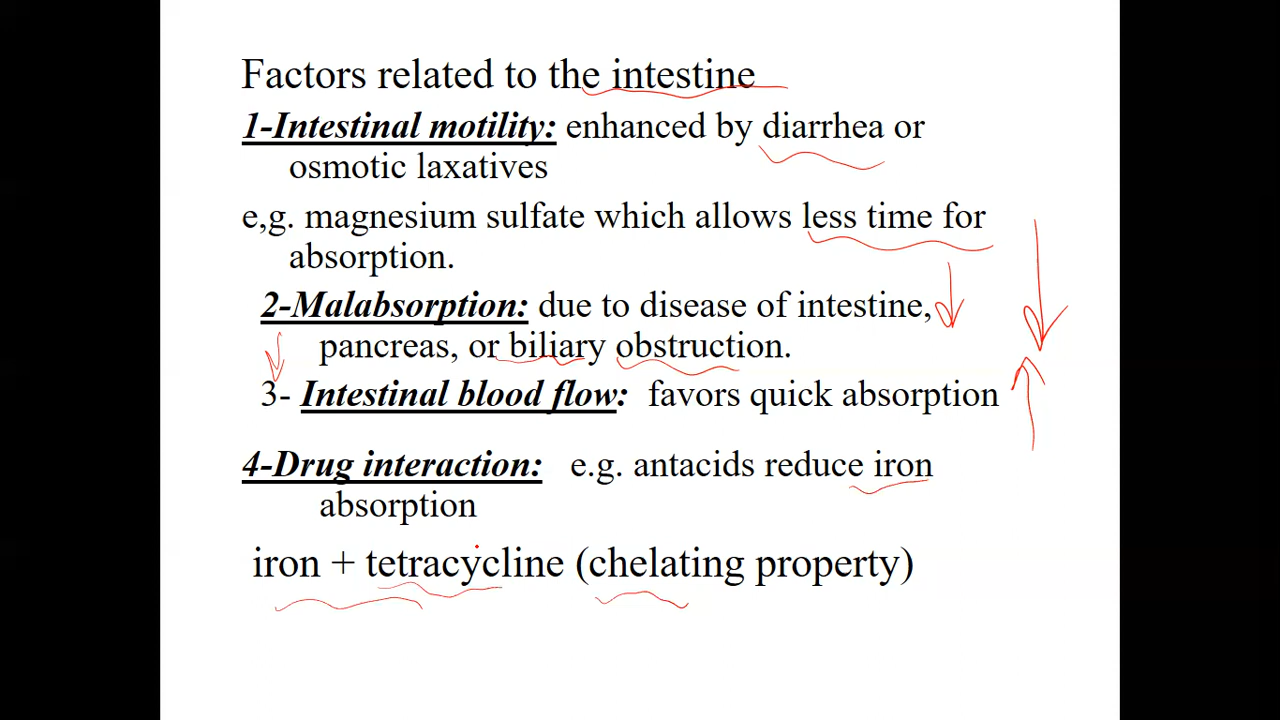 Factors related to the intestine
1-Intestinal motility: enhanced by diarrhea or
osmotic laxatives
e,g. magnesium sulfate which allows less time for
absorption.
2-Malabsorption: due to disease of intestine,
pancreas, or biliary obstruction.
3- Intestinal blood flow: favors quick absorption
4-Drug interaction: e.g. antacids reduce iron
absorption
iron + tetracycline (chelating property)